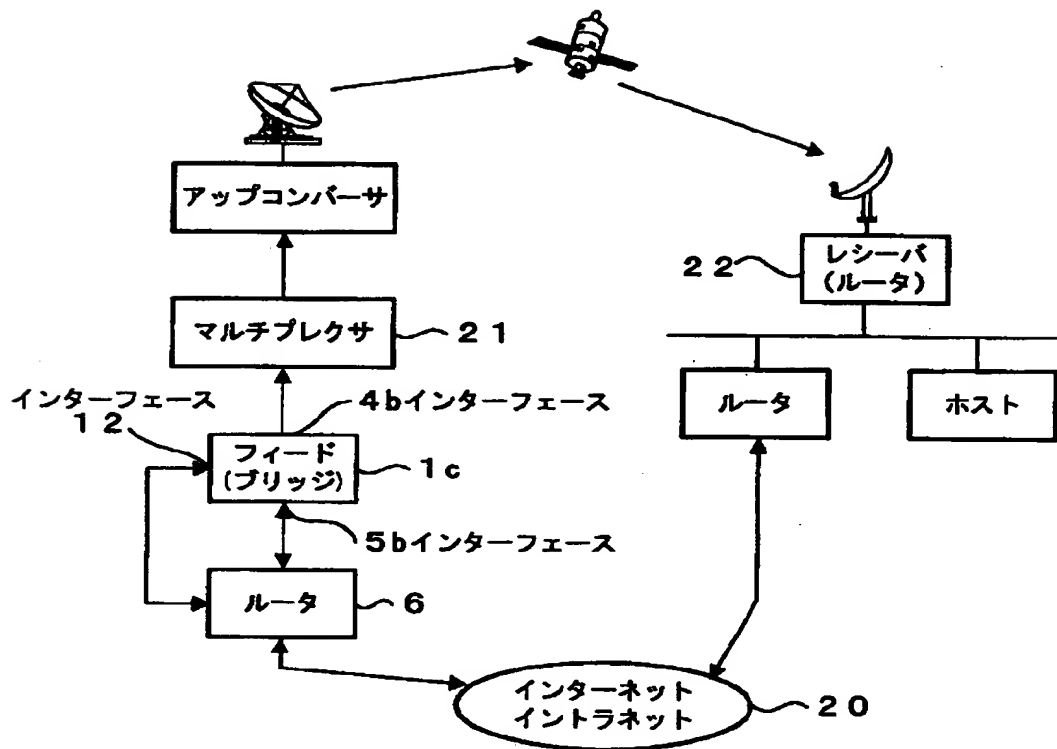 アップコンバーサ
レシーバ
(ルータ)
22
マルチプレクサ
21
インターフェース
12
4bインターフェース
ルータ
ホスト
フィード
(ブリッジ)
1c
5bインターフェース
ルータ
6
インターネット
イントラネット
20